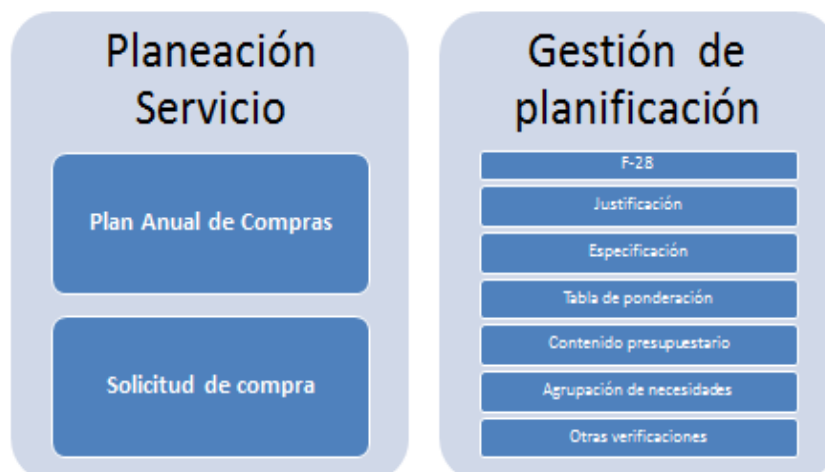 Planeación
Servicio
Plan Anual de Compras
Solicitud de compra
Gestión de
planificación
F-28
Justificación
Especificación
Tabla de ponderación
Contenido presupuestario
Agrupación de necesidades
Otras verificaciones